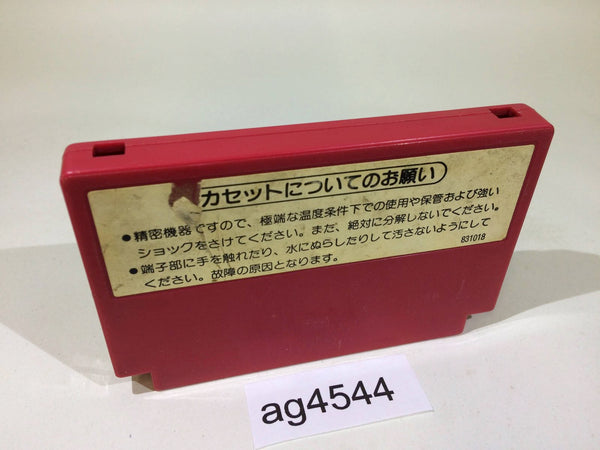 カセットについてのお願い
●精密機器ですので、極端な温度条件下での使用や保管および強い
ショックをさけてください。また、絶対に分解しないでください。
●端子部に手を触れたり、水にぬらしたりして汚さないようにして
ください。故障の原因となります。
831018
ag4544